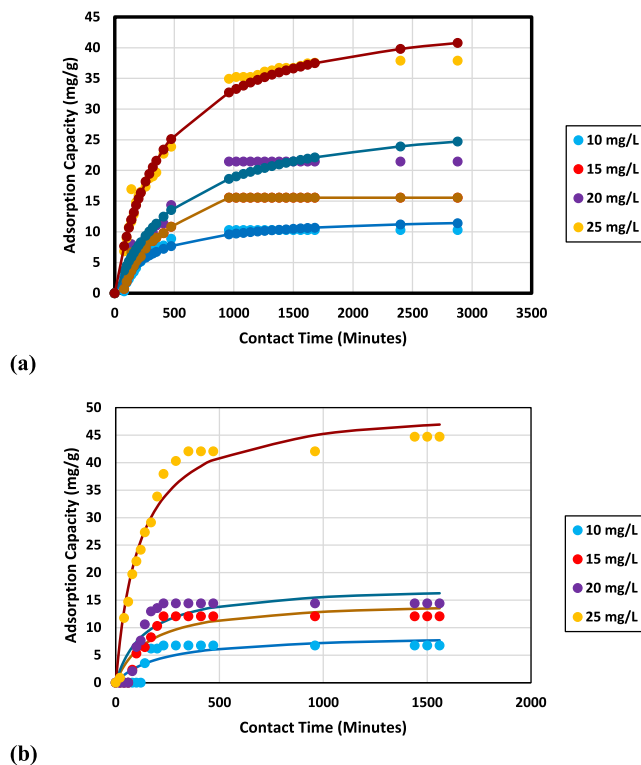 45
40
35
30
25
20
15
10
5
0
Adsorption Capacity (mg/g)
0 500 1000 1500 2000 2500 3000 3500
Contact Time (Minutes)
10 mg/L
15 mg/L
20 mg/L
25 mg/L
(a)
50
45
40
35
30
25
20
15
10
5
0
Adsorption Capacity (mg/g)
0 500 1000 1500 2000
Contact Time (Minutes)
10 mg/L
15 mg/L
20 mg/L
25 mg/L
(b)